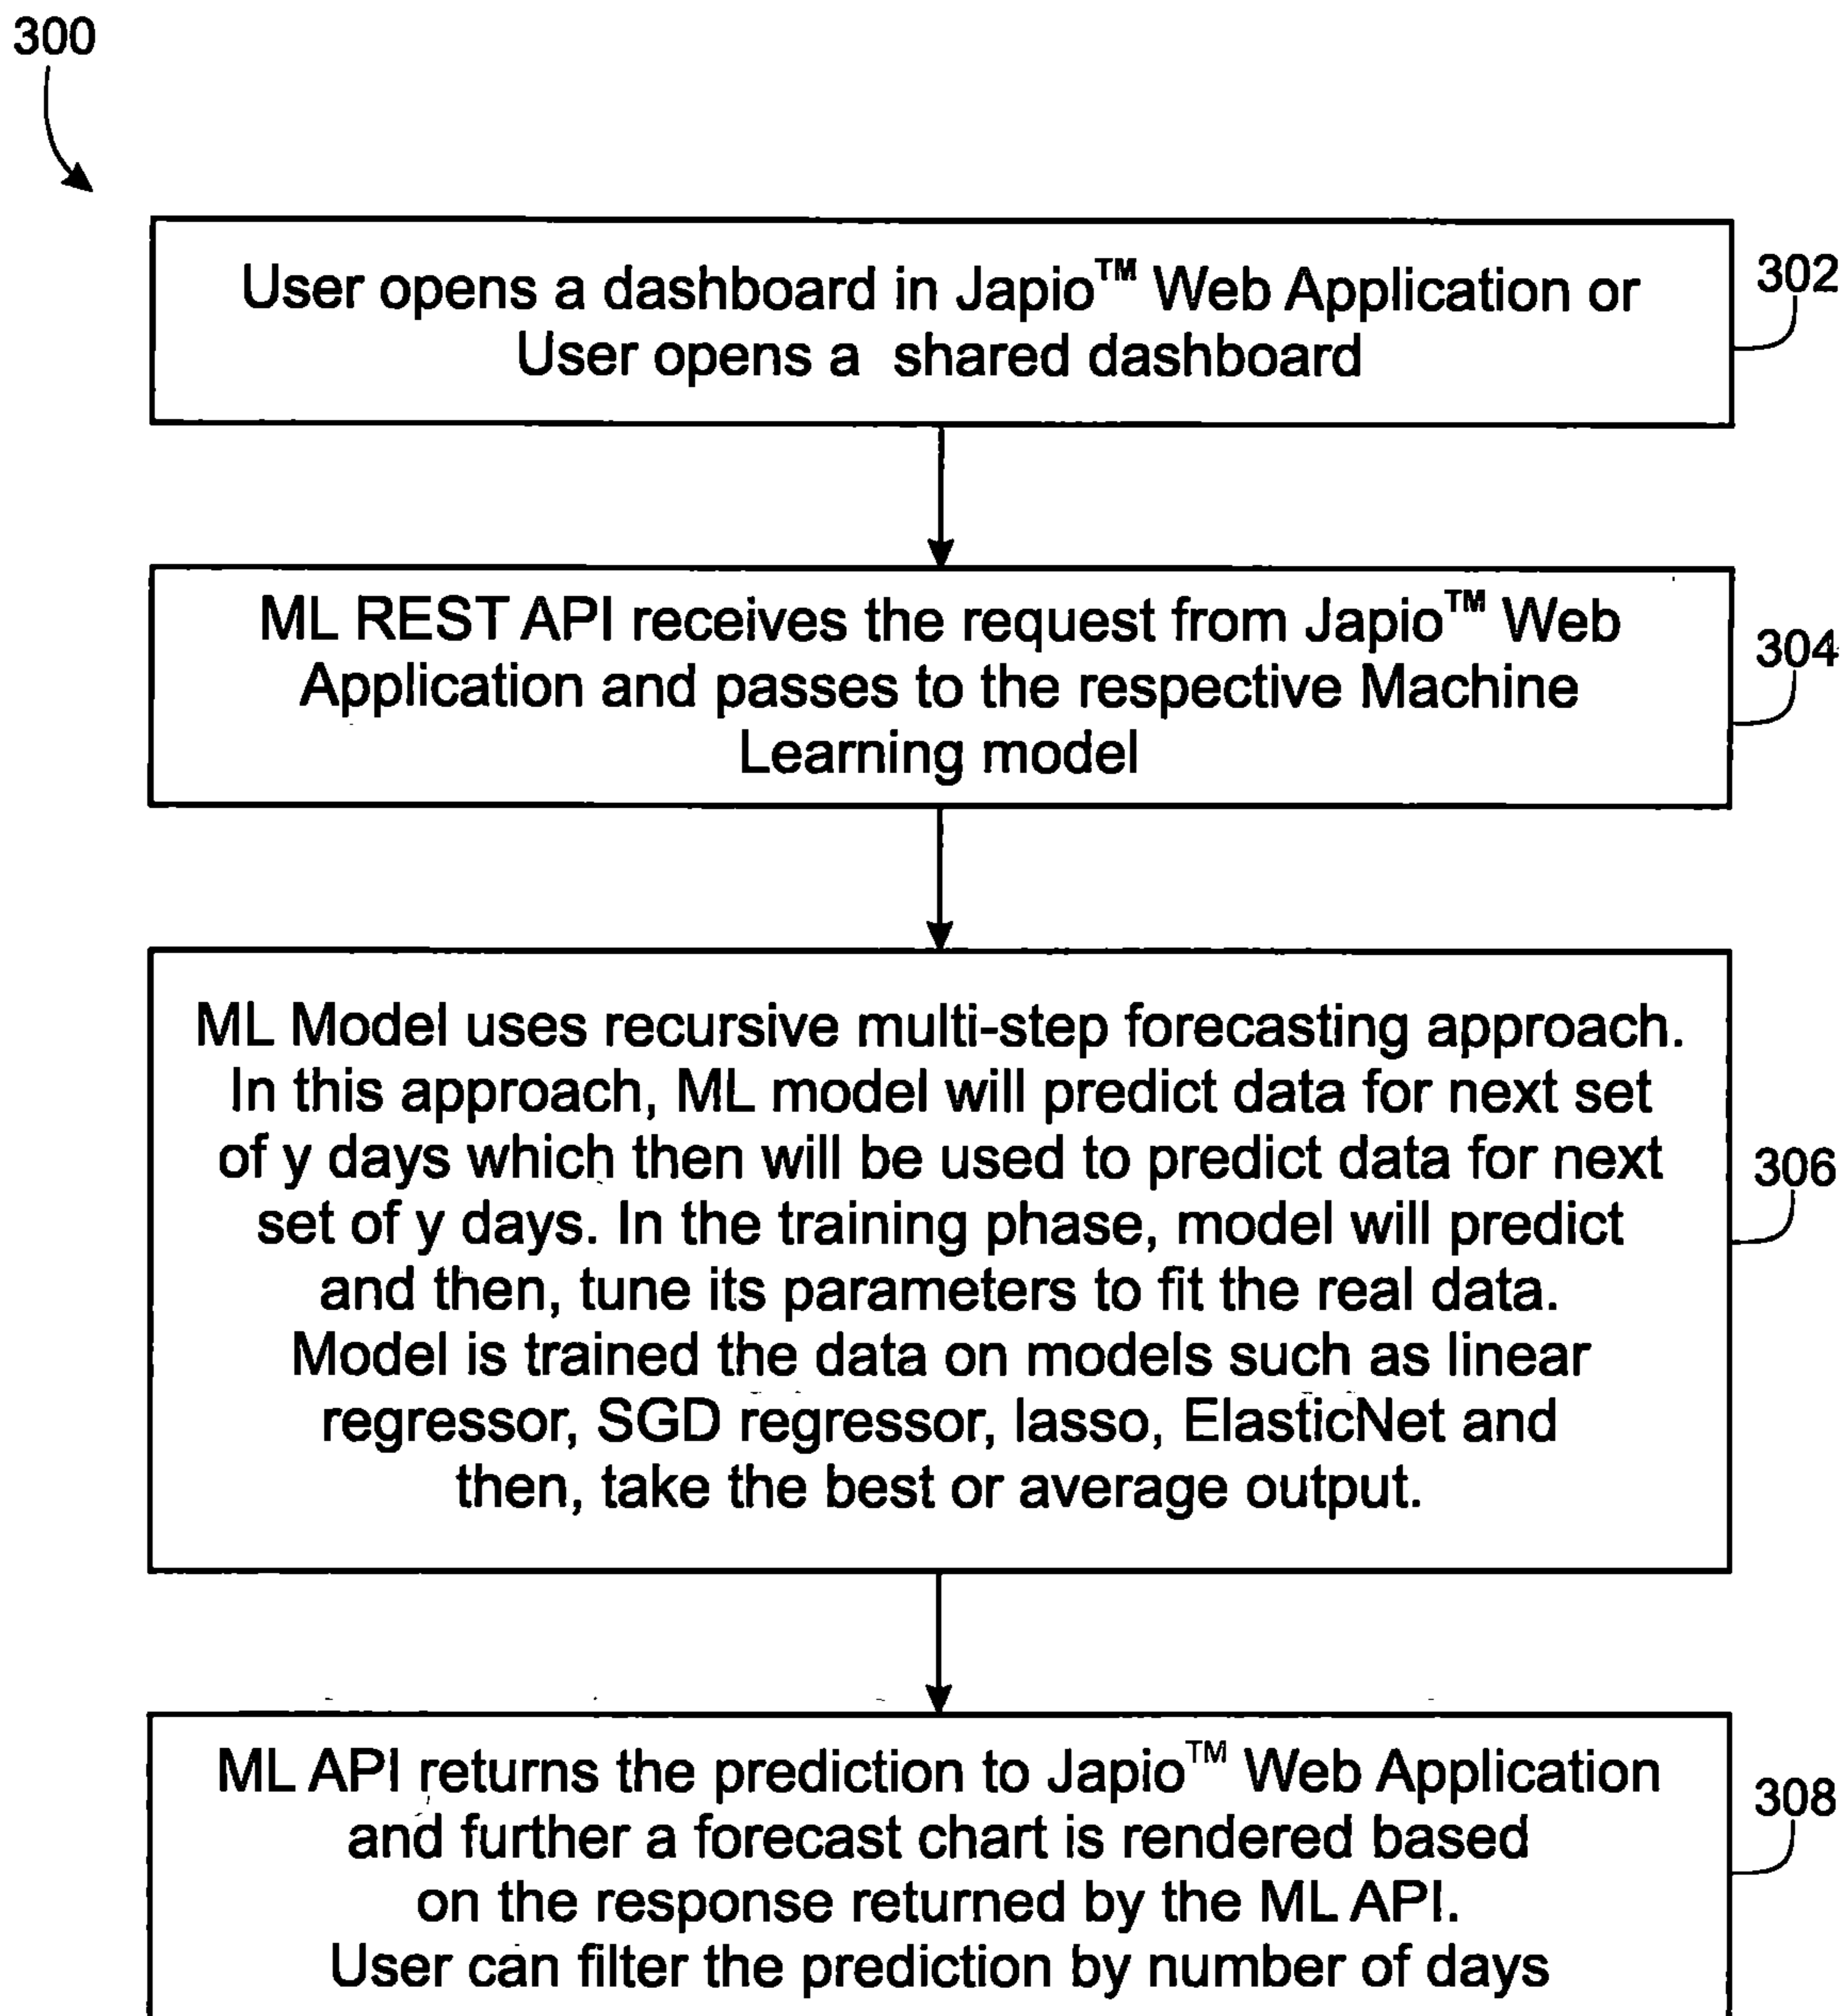 300
User opens a dashboard in Japio™ Web Application or
User opens a shared dashboard
302
ML REST API receives the request from Japio™ Web
Application and passes to the respective Machine
Learning model
304
ML Model uses recursive multi-step forecasting approach.
In this approach, ML model will predict data for next set
of y days which then will be used to predict data for next
set of y days. In the training phase, model will predict
and then, tune its parameters to fit the real data.
Model is trained the data on models such as linear
regressor, SGD regressor, lasso, ElasticNet and
then, take the best or average output.
306
ML API returns the prediction to Japio™ Web Application
and further a forecast chart is rendered based
on the response returned by the ML API.
User can filter the prediction by number of days
308